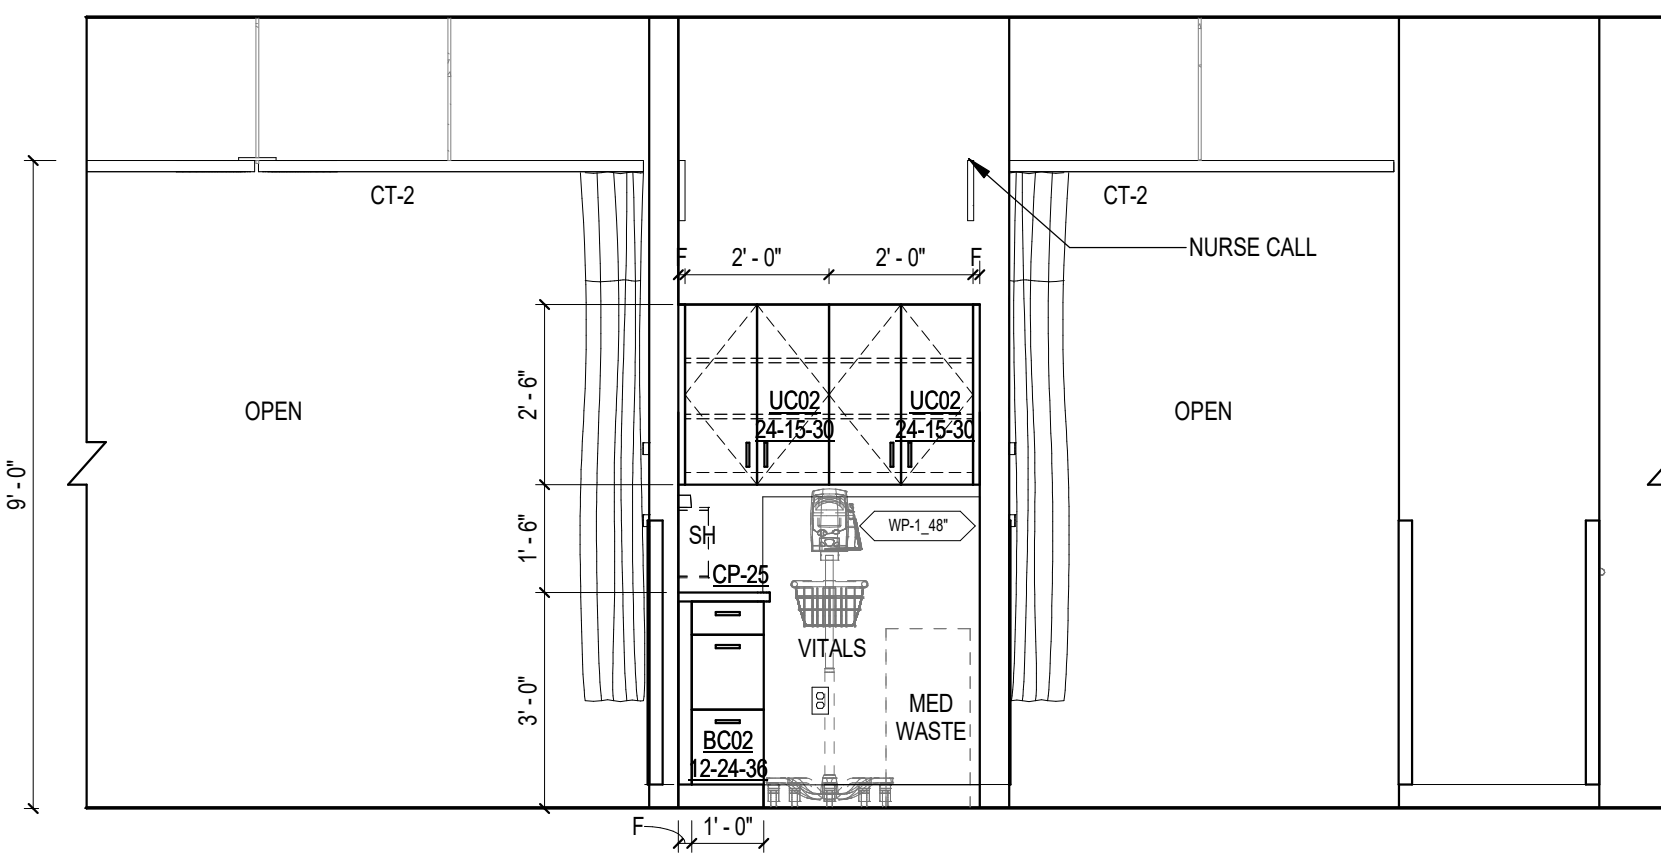 CT-2
CT-2
NURSE CALL
F
2' - 0"
2' - 0"
F
9' - 0"
2' - 6"
1' - 6"
3' - 0"
OPEN
UC02
24-15-30
UC02
24-15-30
OPEN
SH
WP-1_48"
CP-25
VITALS
MED
WASTE
BC02
12-24-36
F
1' - 0"